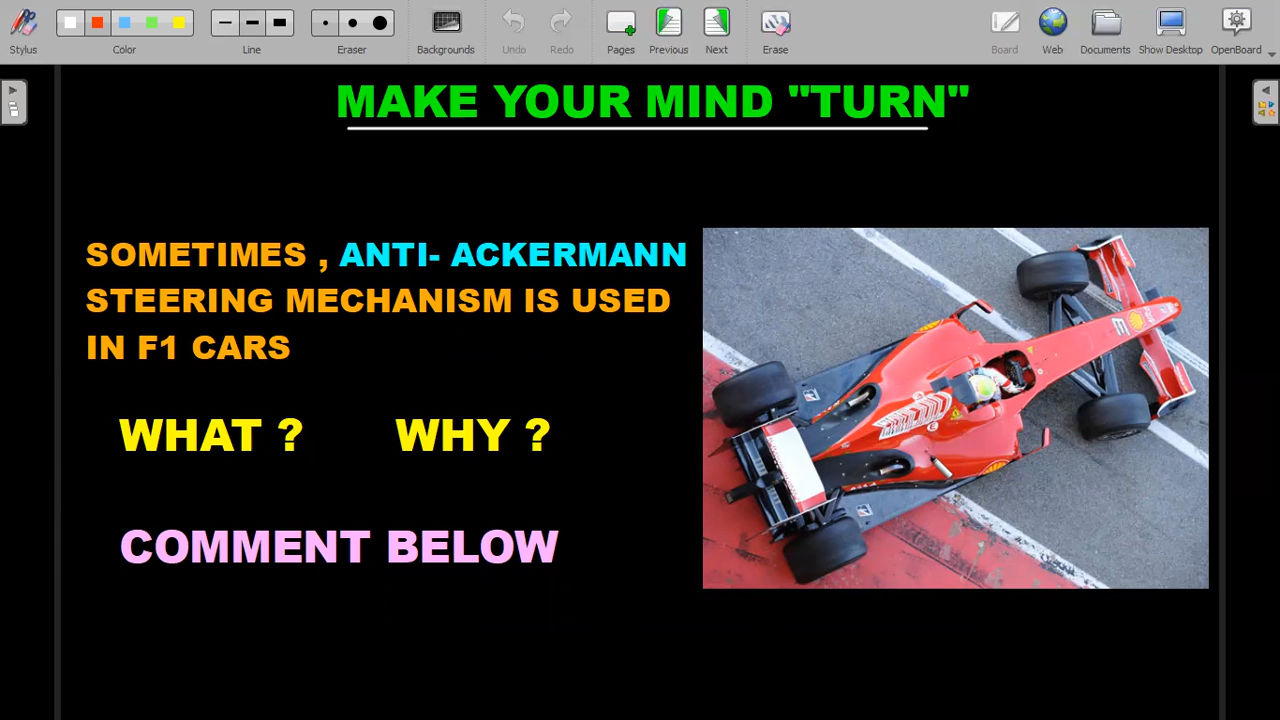 Stylus
Color
Line
Eraser
Backgrounds
Undo
Redo
Pages
Previous
Next
Erase
Board
Web
Documents
Show Desktop
OpenBoard
MAKE YOUR MIND "TURN"
SOMETIMES , ANTI- ACKERMANN
STEERING MECHANISM IS USED
IN F1 CARS
WHAT ? WHY ?
COMMENT BELOW